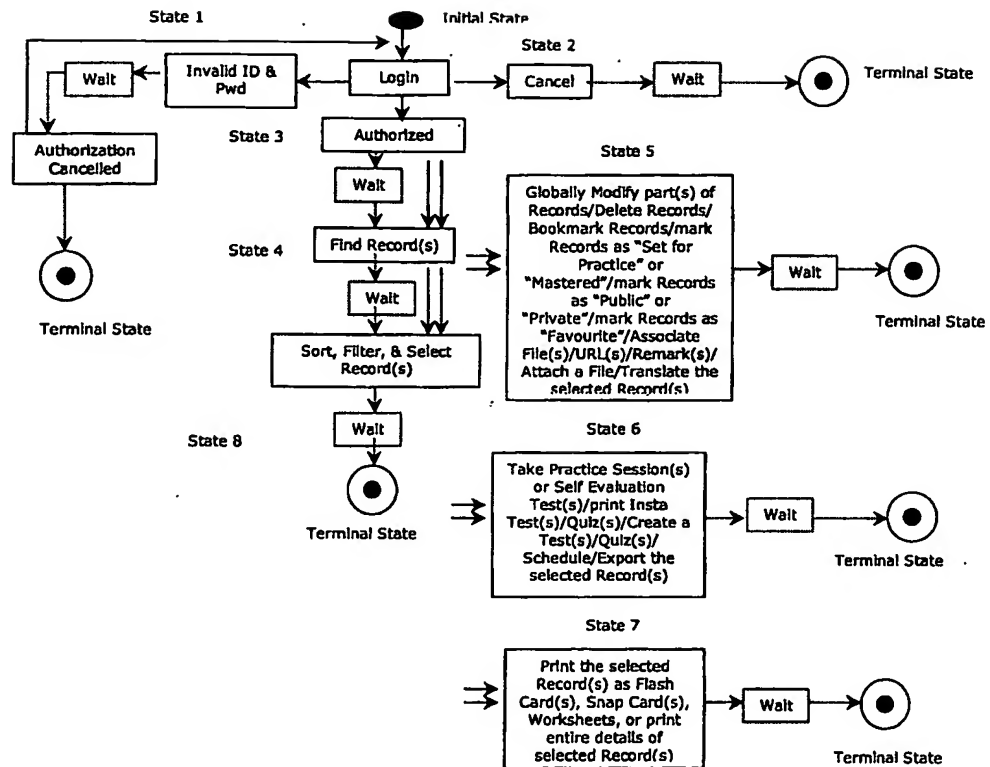 State 1
Initial State
State 2
Wait
Invalid ID &
Pwd
Login
Cancel
Wait
Terminal State
Authorization
Cancelled
State 3
Authorized
State 5
Wait
Globally Modify part(s) of
Records/Delete Records/
Bookmark Records/mark
Records as "Set for
Practice" or
"Mastered"/mark Records
as "Public" or
"Private"/mark Records as
"Favourite"/Associate
File(s)/URL(s)/Remark(s)/
Attach a File/Translate the
selected Record(s)
Wait
Terminal State
State 4
Find Record(s)
Terminal State
Wait
Sort, Filter, & Select
Record(s)
Wait
State 8
Terminal State
State 6
Take Practice Session(s)
or Self Evaluation
Test(s)/print Insta
Test(s)/Quiz(s)/Create a
Test(s)/Quiz(s)/
Schedule/Export the
selected Record(s)
Wait
Terminal State
State 7
Print the selected
Record(s) as Flash
Card(s), Snap Card(s),
Worksheets, or print
entire details of
selected Record(s)
Wait
Terminal State